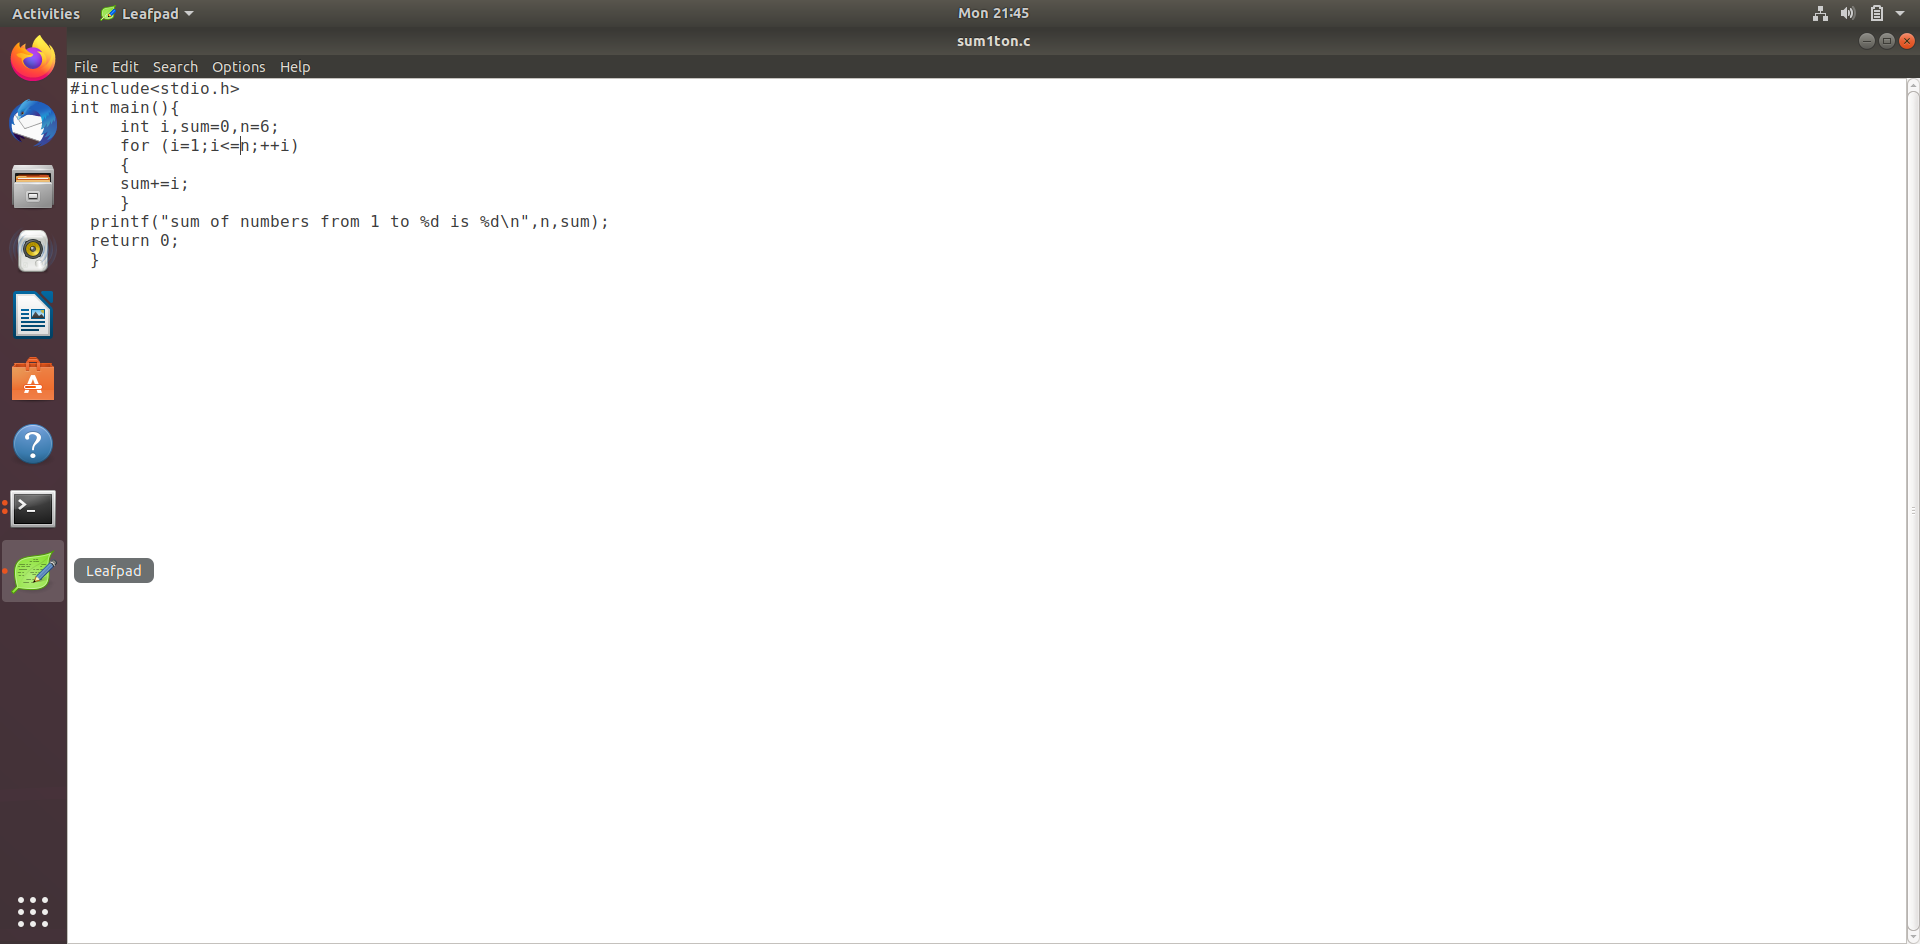 Activities Leafpad Mon 21:45
sum1ton.c
File Edit Search Options Help
#include<stdio.h>
int main(){
     int i,sum=0,n=6;
     for (i=1;i<=n;++i)
     {
     sum+=i;
     }
  printf("sum of numbers from 1 to %d is %d\n",n,sum);
  return 0;
  }
Leafpad